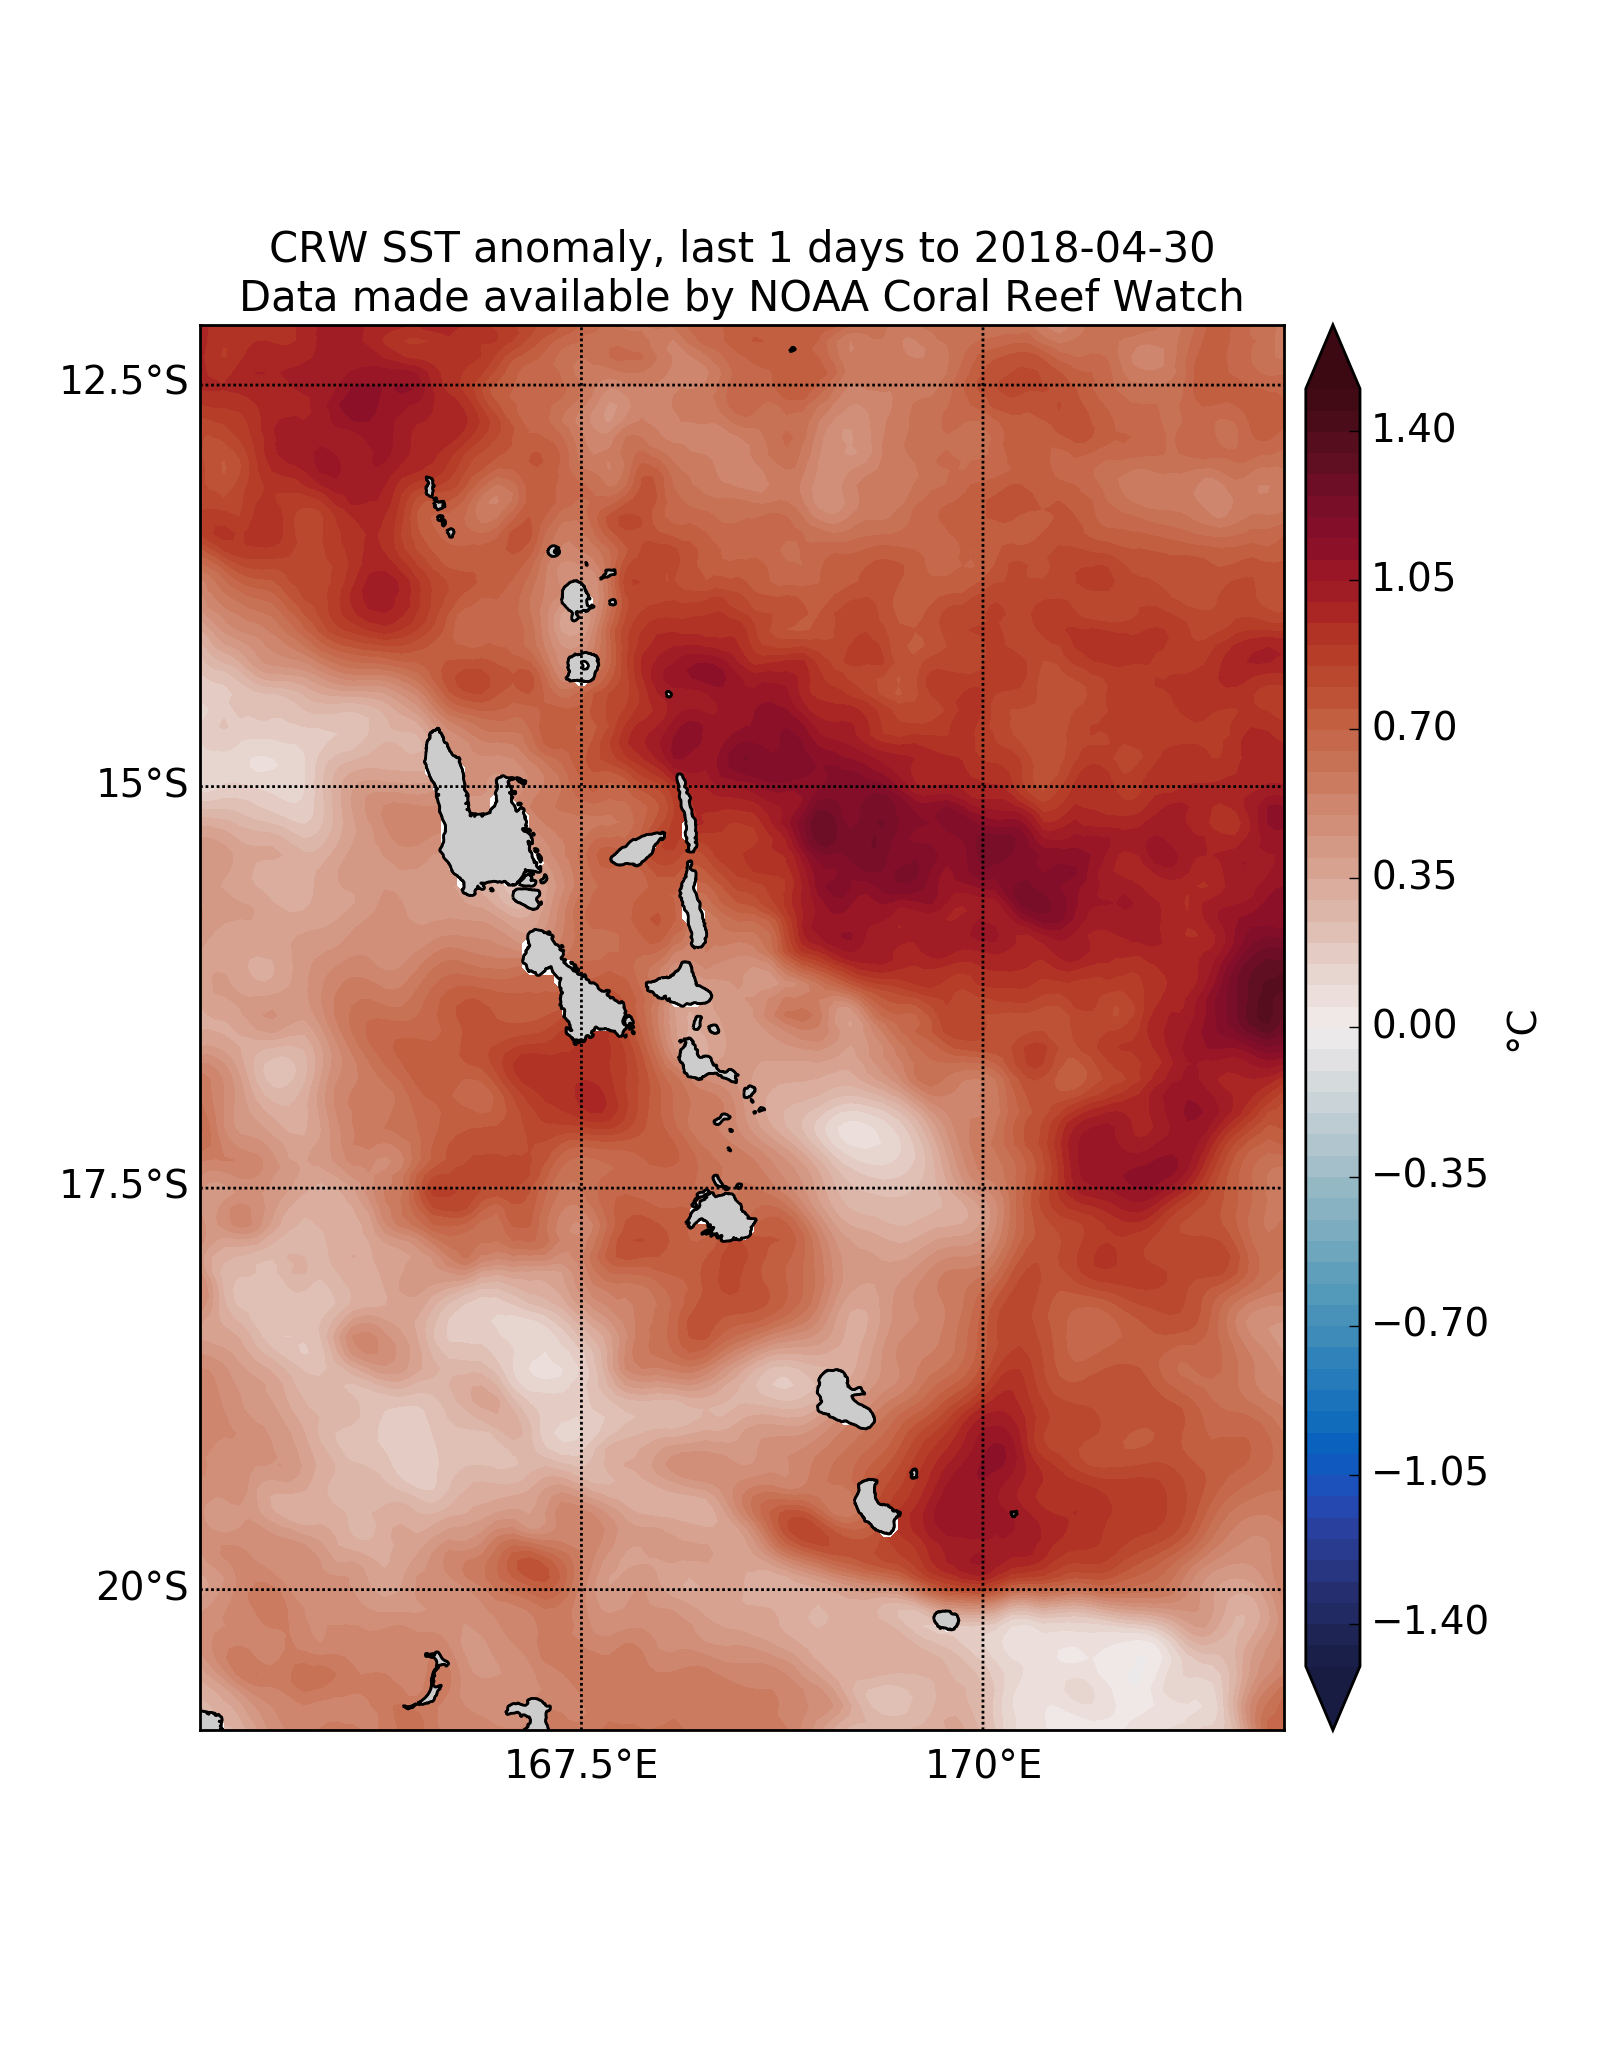 CRW SST anomaly, last 1 days to 2018-04-30
Data made available by NOAA Coral Reef Watch
12.5°S
15°S
17.5°S
20°S
167.5°E
170°E
1.40
1.05
0.70
0.35
0.00
−0.35
−0.70
−1.05
−1.40
°C